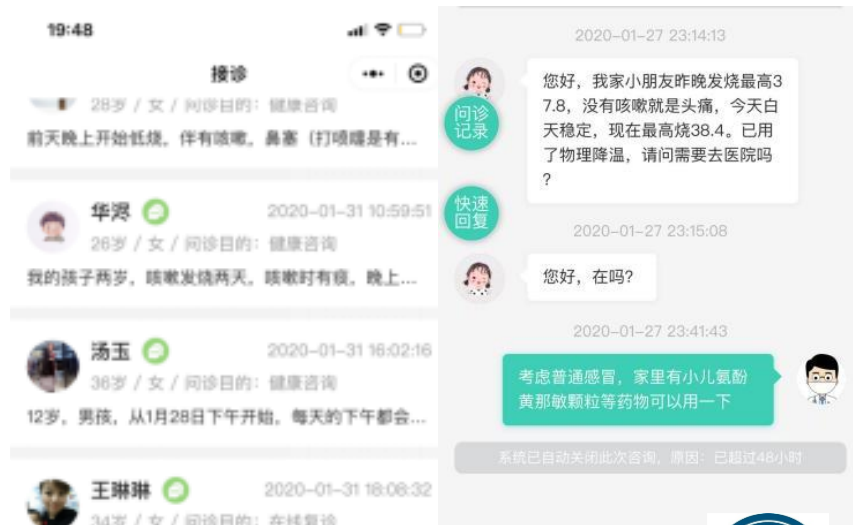 19:48
接诊
28岁 / 女 / 问诊目的：健康咨询
前天晚上开始低烧，伴有咳嗽，鼻塞（打喷嚏是有...
华浔
2020-01-31 10:59:51
26岁 / 女 / 问诊目的：健康咨询
我的孩子两岁，咳嗽发烧两天，咳嗽时有痰，晚上...
汤玉
2020-01-31 16:02:16
36岁 / 女 / 问诊目的：健康咨询
12岁，男孩，从1月28日下午开始，每天的下午都会...
王琳琳
2020-01-31 18:06:32
34岁 / 女 / 问诊目的：在线复诊
2020-01-27 23:14:13
您好，我家小朋友昨晚发烧最高3
7.8，没有咳嗽就是头痛，今天白
天稳定，现在最高烧38.4。已用
了物理降温，请问需要去医院吗
？
问诊
记录
快速
回复
2020-01-27 23:15:08
您好，在吗？
2020-01-27 23:41:43
考虑普通感冒，家里有小儿氨酚
黄那敏颗粒等药物可以用一下
系统已自动关闭此次咨询，原因：已超过48小时